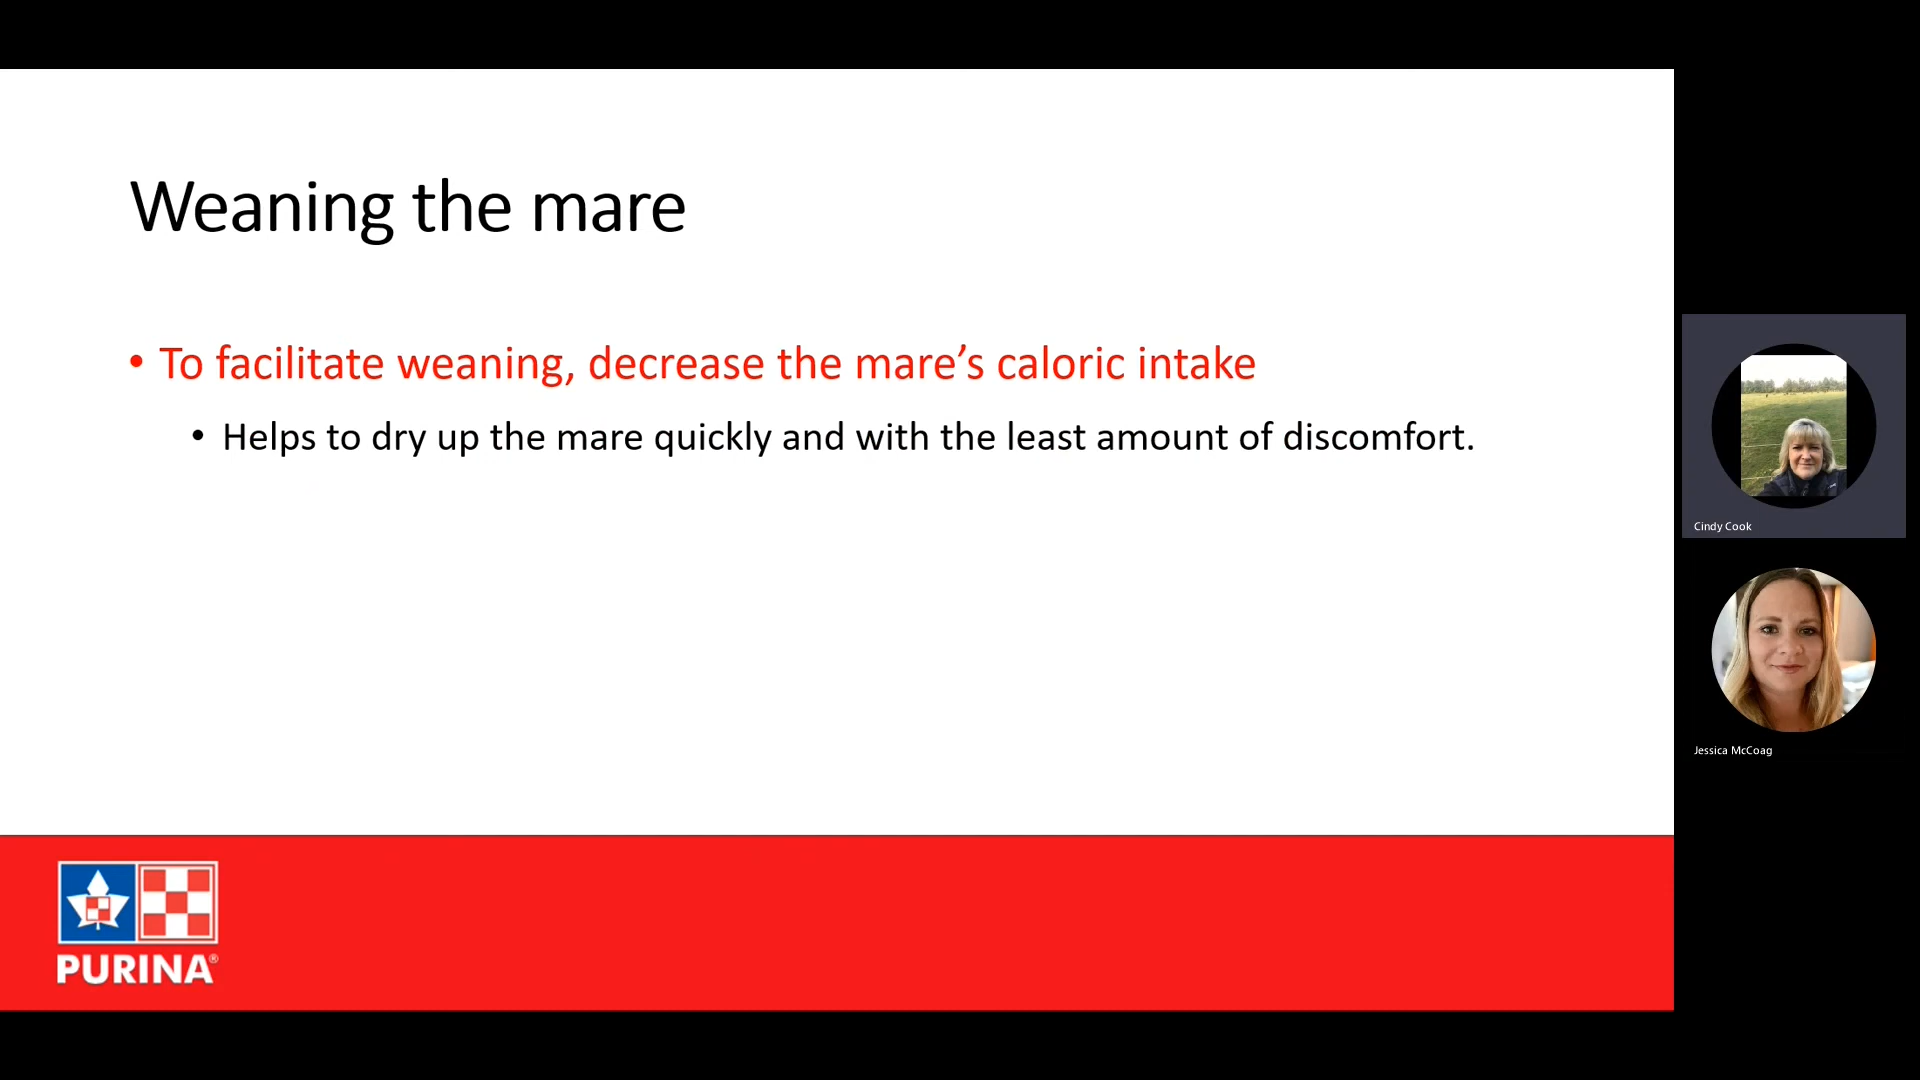 Weaning the mare
• To facilitate weaning, decrease the mare’s caloric intake
• Helps to dry up the mare quickly and with the least amount of discomfort.
Cindy Cook
Jessica McCoag
PURINA®